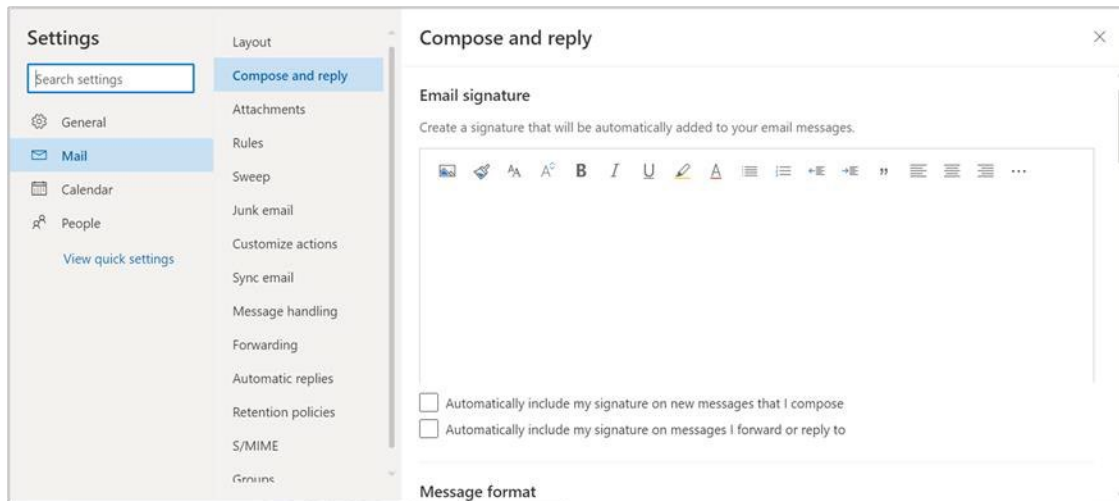 Settings
Search settings
General
Mail
Calendar
People
View quick settings
Layout
Compose and reply
Attachments
Rules
Sweep
Junk email
Customize actions
Sync email
Message handling
Forwarding
Automatic replies
Retention policies
S/MIME
Groups
Compose and reply
Email signature
Create a signature that will be automatically added to your email messages.
B I U A
Automatically include my signature on new messages that I compose
Automatically include my signature on messages I forward or reply to
Message format